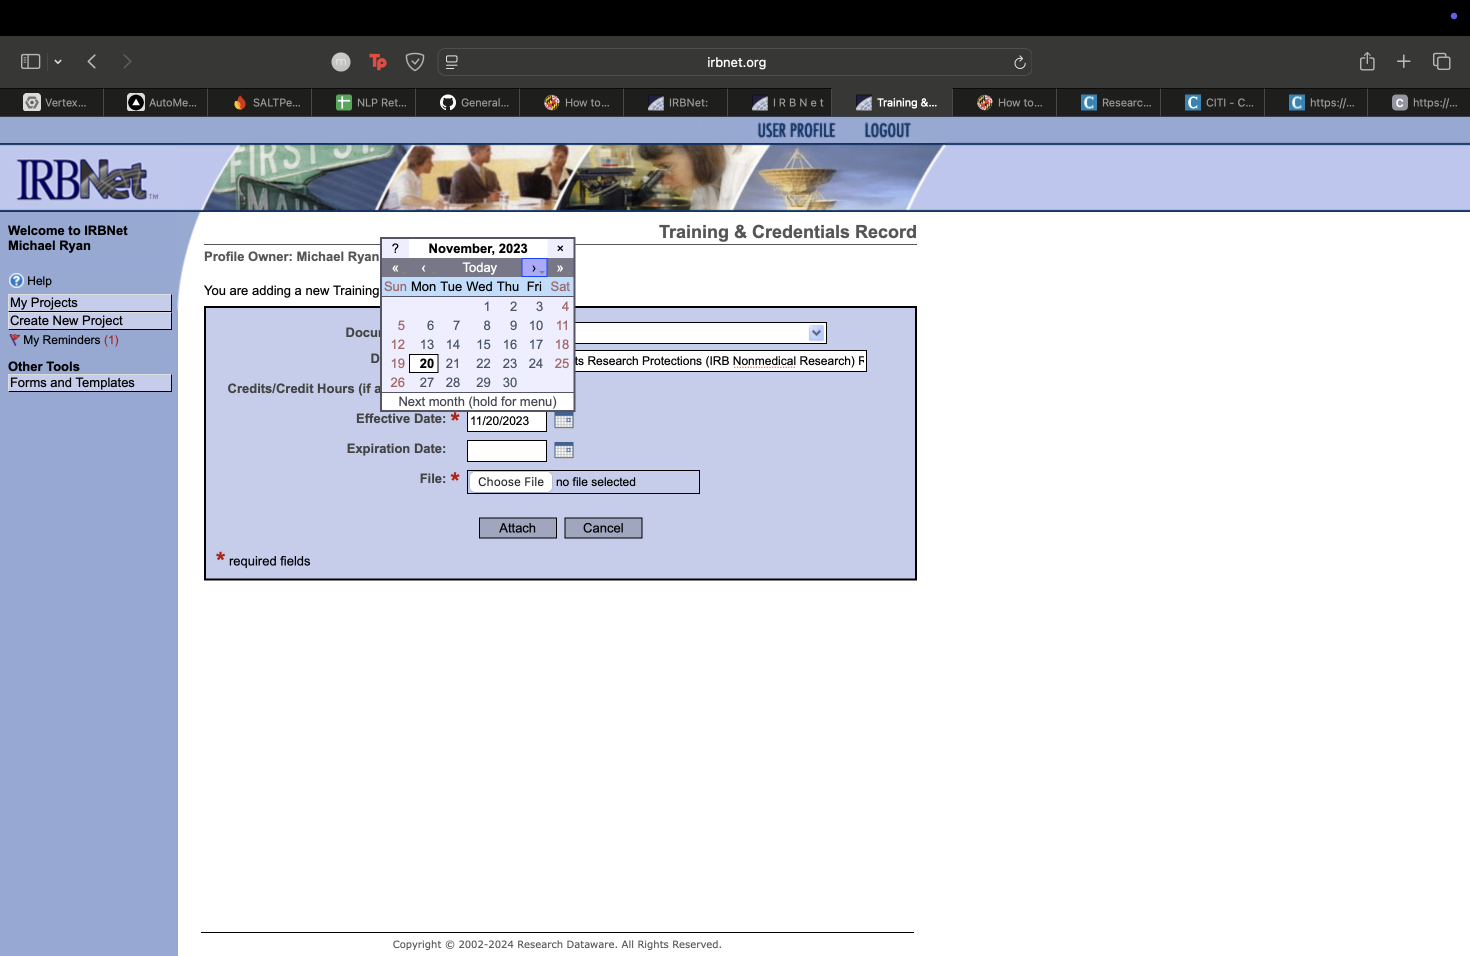 irbnet.org
Vertex...
AutoMe...
SALTPe...
NLP Ret...
General...
How to...
IRBNet:
I R B N e t
Training &...
How to...
Researc...
CITI - C...
https://...
https://...
USER PROFILE
LOGOUT
IRBNet™
FIRST ST.
MAIN
Welcome to IRBNet
Michael Ryan
Help
My Projects
Create New Project
My Reminders (1)
Other Tools
Forms and Templates
Training & Credentials Record
Profile Owner: Michael Ryan
You are adding a new Training
? November, 2023 ×
« ‹ Today › »
Sun Mon Tue Wed Thu Fri Sat
1 2 3 4
5 6 7 8 9 10 11
12 13 14 15 16 17 18
19 20 21 22 23 24 25
26 27 28 29 30
Next month (hold for menu)
Docu
D
ts Research Protections (IRB Nonmedical Research) R
Credits/Credit Hours (if a
Effective Date: * 11/20/2023
Expiration Date:
File: * Choose File no file selected
Attach Cancel
* required fields
Copyright © 2002-2024 Research Dataware. All Rights Reserved.